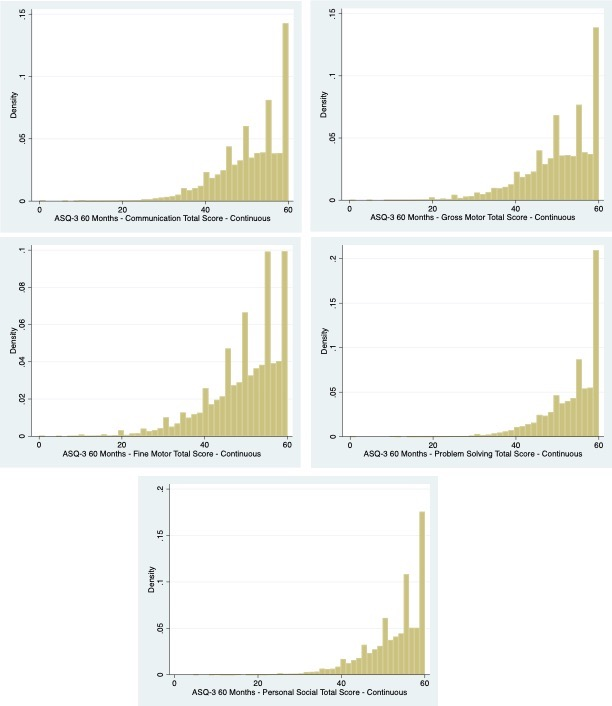 .15
.1
.05
0
Density
0 20 40 60
ASQ-3 60 Months - Communication Total Score - Continuous
.15
.1
.05
0
Density
0 20 40 60
ASQ-3 60 Months - Gross Motor Total Score - Continuous
.1
.08
.06
.04
.02
0
Density
0 20 40 60
ASQ-3 60 Months - Fine Motor Total Score - Continuous
.2
.15
.1
.05
0
Density
0 20 40 60
ASQ-3 60 Months - Problem Solving Total Score - Continuous
.2
.15
.1
.05
0
Density
0 20 40 60
ASQ-3 60 Months - Personal Social Total Score - Continuous